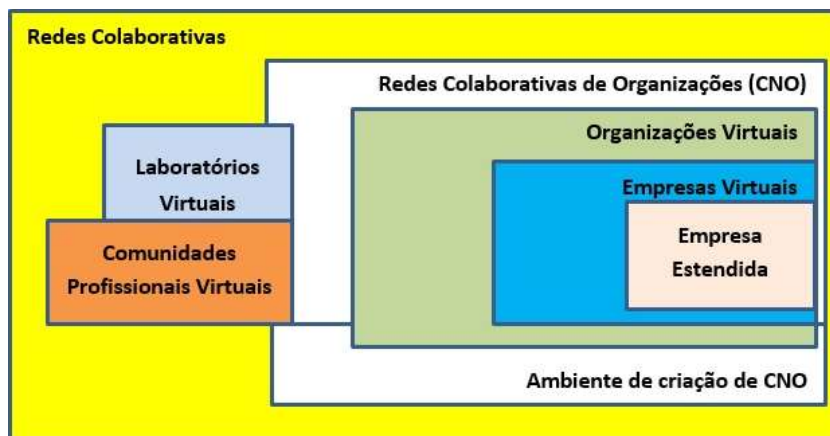 Redes Colaborativas
Redes Colaborativas de Organizações (CNO)
Organizações Virtuais
Laboratórios
Virtuais
Empresas Virtuais
Empresa
Estendida
Comunidades
Profissionais Virtuais
Ambiente de criação de CNO